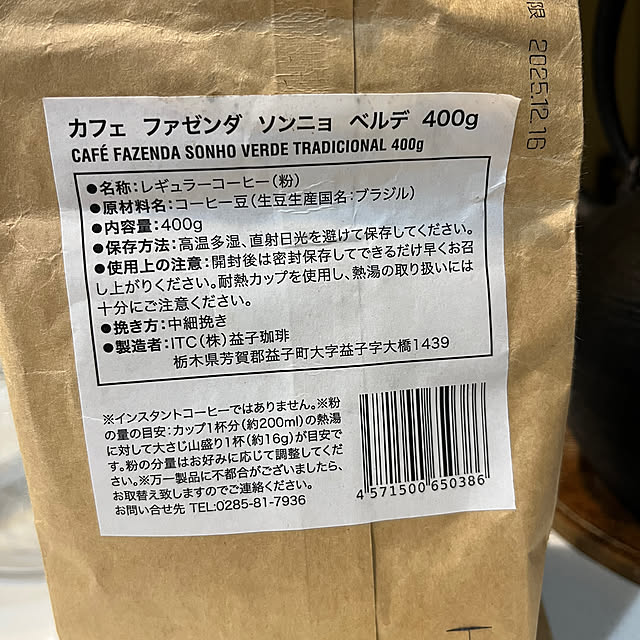 限 2025.12.16
カフェ ファゼンダ ソンニョ ベルデ 400g
CAFÉ FAZENDA SONHO VERDE TRADICIONAL 400g
●名称：レギュラーコーヒー（粉）
●原材料名：コーヒー豆（生豆生産国名：ブラジル）
●内容量：400g
●保存方法：高温多湿、直射日光を避けて保存してください。
●使用上の注意：開封後は密封保存してできるだけ早くお召
し上がりください。耐熱カップを使用し、熱湯の取り扱いには
十分にご注意ください。
●挽き方：中細挽き
●製造者：ITC（株）益子珈琲
栃木県芳賀郡益子町大字益子字大橋1439
※インスタントコーヒーではありません。※粉
の量の目安：カップ1杯分（約200ml）の熱湯
に対して大さじ山盛り1杯（約16g）が目安で
す。粉の分量はお好みに応じて調整してくだ
さい。※万一製品に不都合がございましたら、
お取替え致しますのでご連絡ください。
お問い合せ先 TEL:0285-81-7936
4 571500 650386